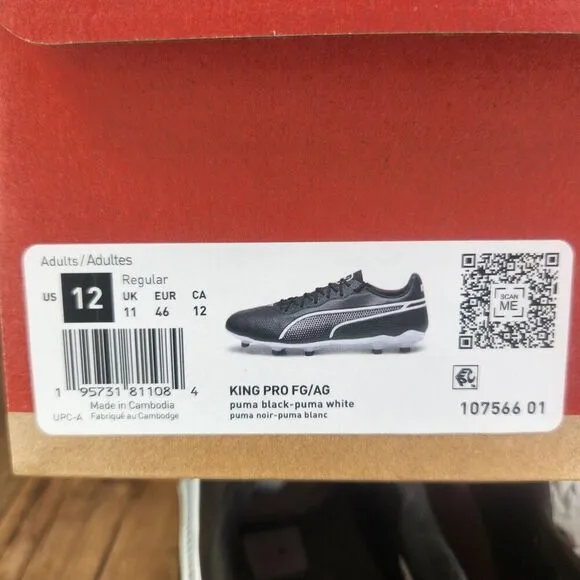 Adults/Adultes
Regular
US 12 UK EUR CA
11 46 12
SCAN ME
1 95731 81108 4
Made in Cambodia
UPC-A Fabriqué au Cambodge
KING PRO FG/AG
puma black-puma white
puma noir-puma blanc
107566 01